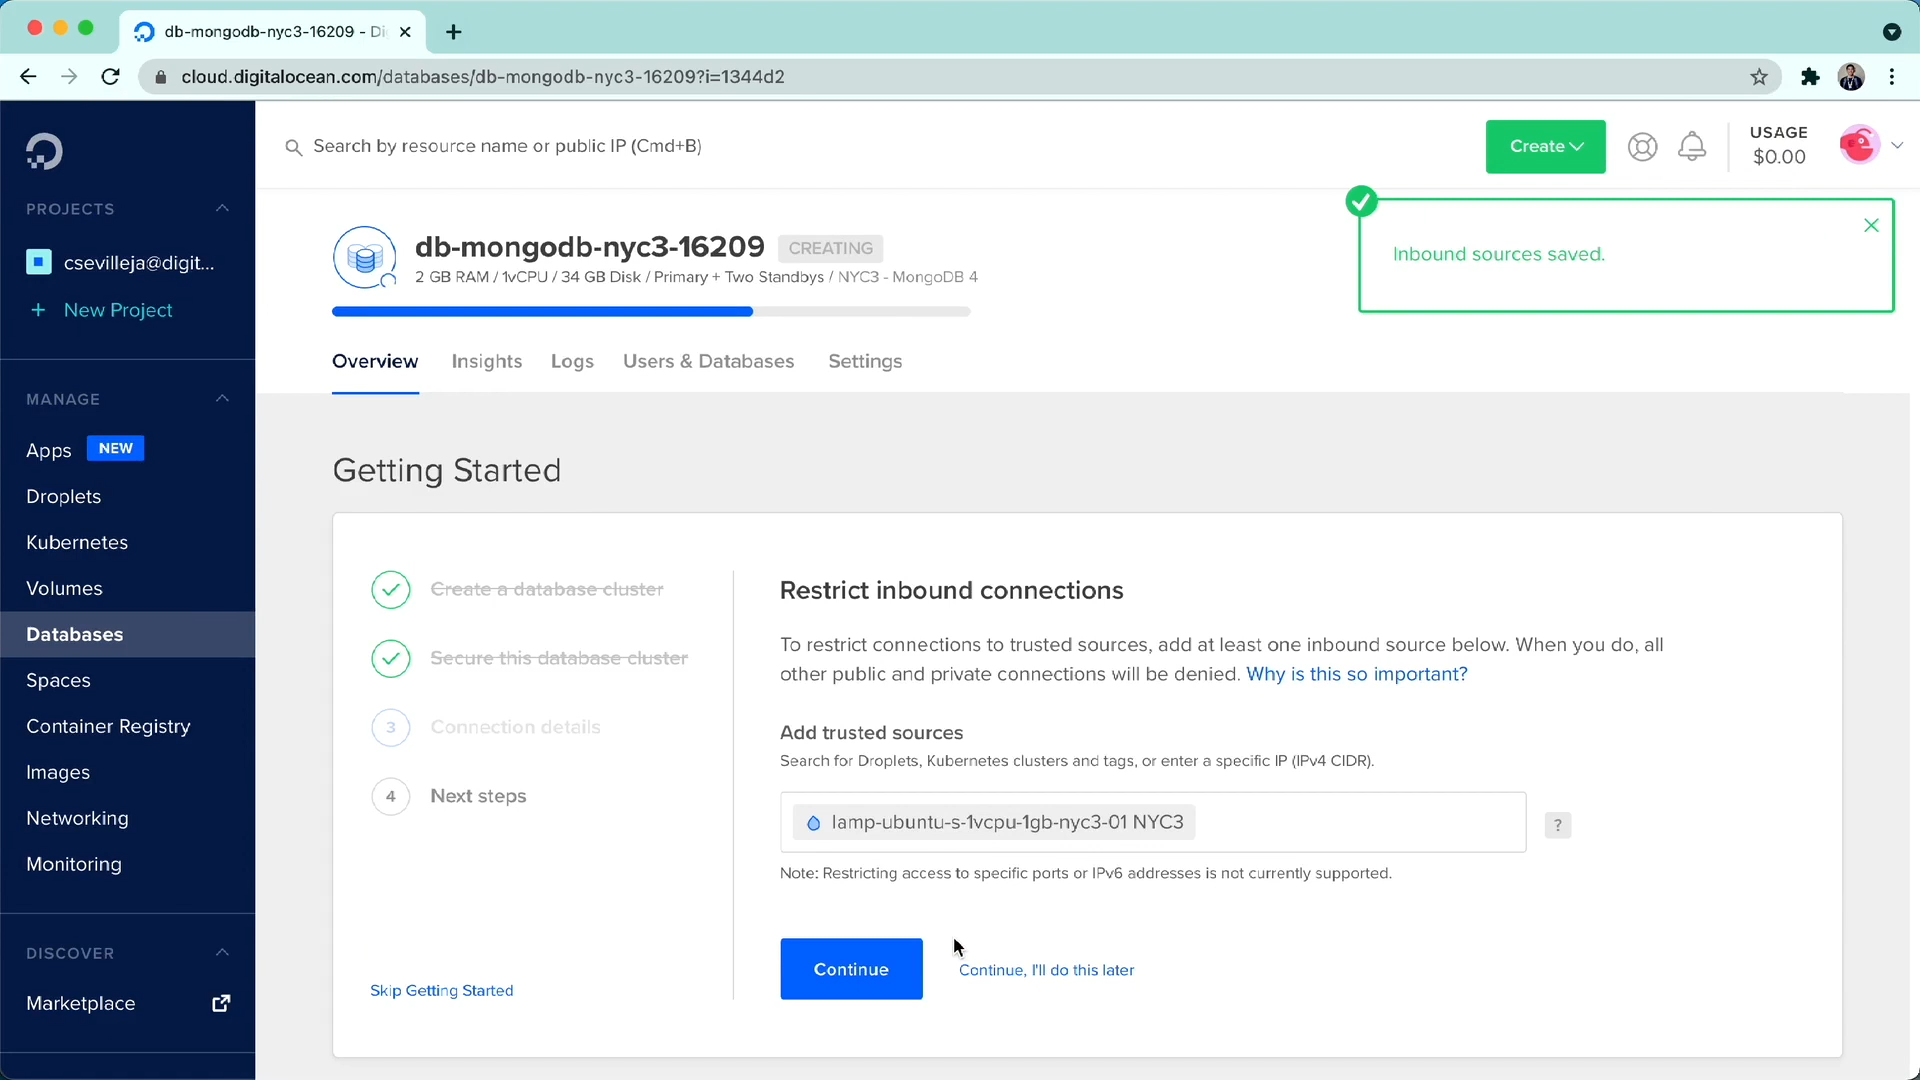 db-mongodb-nyc3-16209 - Di
cloud.digitalocean.com/databases/db-mongodb-nyc3-16209?i=1344d2
Search by resource name or public IP (Cmd+B)
Create
USAGE
$0.00
PROJECTS
csevilleja@digit...
+ New Project
MANAGE
Apps NEW
Droplets
Kubernetes
Volumes
Databases
Spaces
Container Registry
Images
Networking
Monitoring
DISCOVER
Marketplace
db-mongodb-nyc3-16209 CREATING
2 GB RAM / 1vCPU / 34 GB Disk / Primary + Two Standbys / NYC3 - MongoDB 4
Inbound sources saved.
Overview Insights Logs Users & Databases Settings
Getting Started
Create a database cluster
Secure this database cluster
3 Connection details
4 Next steps
Skip Getting Started
Restrict inbound connections
To restrict connections to trusted sources, add at least one inbound source below. When you do, all
other public and private connections will be denied. Why is this so important?
Add trusted sources
Search for Droplets, Kubernetes clusters and tags, or enter a specific IP (IPv4 CIDR).
lamp-ubuntu-s-1vcpu-1gb-nyc3-01 NYC3
?
Note: Restricting access to specific ports or IPv6 addresses is not currently supported.
Continue
Continue, I'll do this later